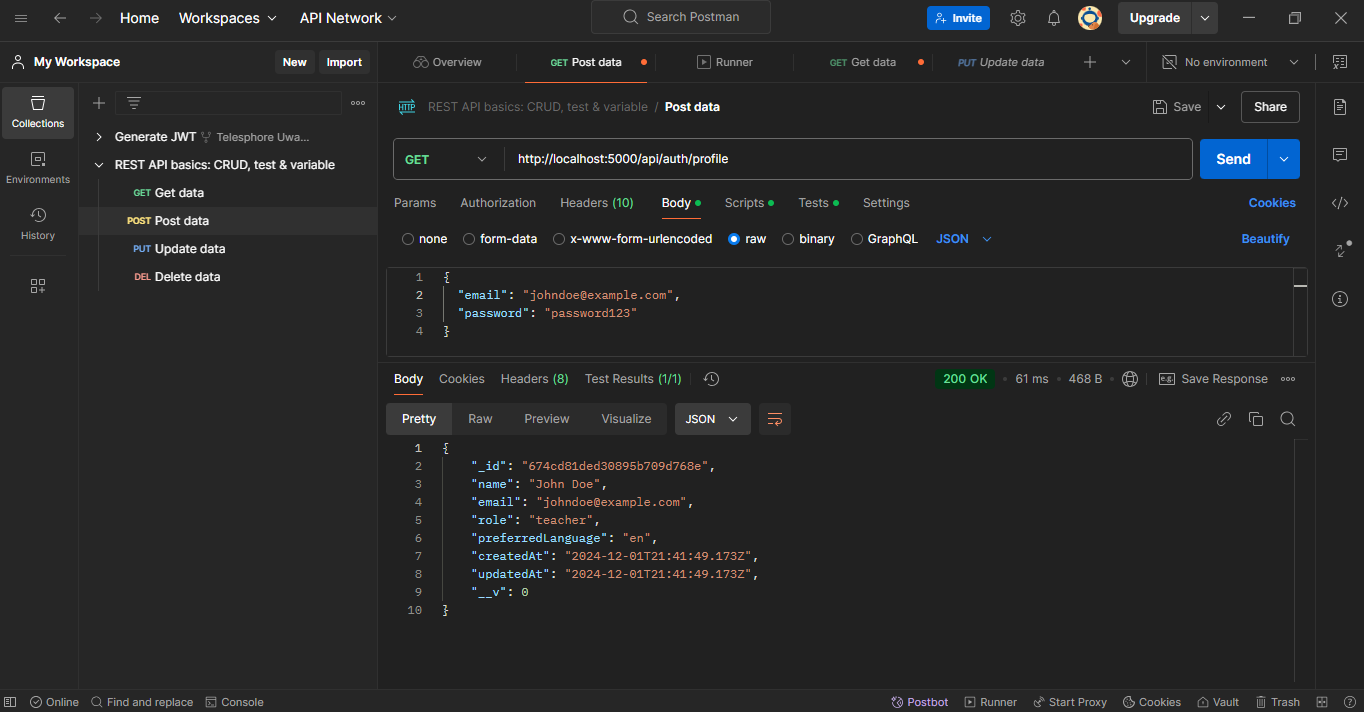 Home Workspaces API Network Search Postman Invite Upgrade
My Workspace New Import Overview GET Post data Runner GET Get data PUT Update data No environment
Collections
Environments
History
Generate JWT Telesphore Uwa...
REST API basics: CRUD, test & variable
GET Get data
POST Post data
PUT Update data
DEL Delete data
HTTP REST API basics: CRUD, test & variable / Post data Save Share
GET http://localhost:5000/api/auth/profile Send
Params Authorization Headers (10) Body Scripts Tests Settings Cookies
none form-data x-www-form-urlencoded raw binary GraphQL JSON Beautify
1 {
2 "email": "johndoe@example.com",
3 "password": "password123"
4 }
Body Cookies Headers (8) Test Results (1/1) 200 OK 61 ms 468 B e.g. Save Response
Pretty Raw Preview Visualize JSON
1 {
2 "_id": "674cd81ded30895b709d768e",
3 "name": "John Doe",
4 "email": "johndoe@example.com",
5 "role": "teacher",
6 "preferredLanguage": "en",
7 "createdAt": "2024-12-01T21:41:49.173Z",
8 "updatedAt": "2024-12-01T21:41:49.173Z",
9 "__v": 0
10 }
Online Find and replace Console Postbot Runner Start Proxy Cookies Vault Trash